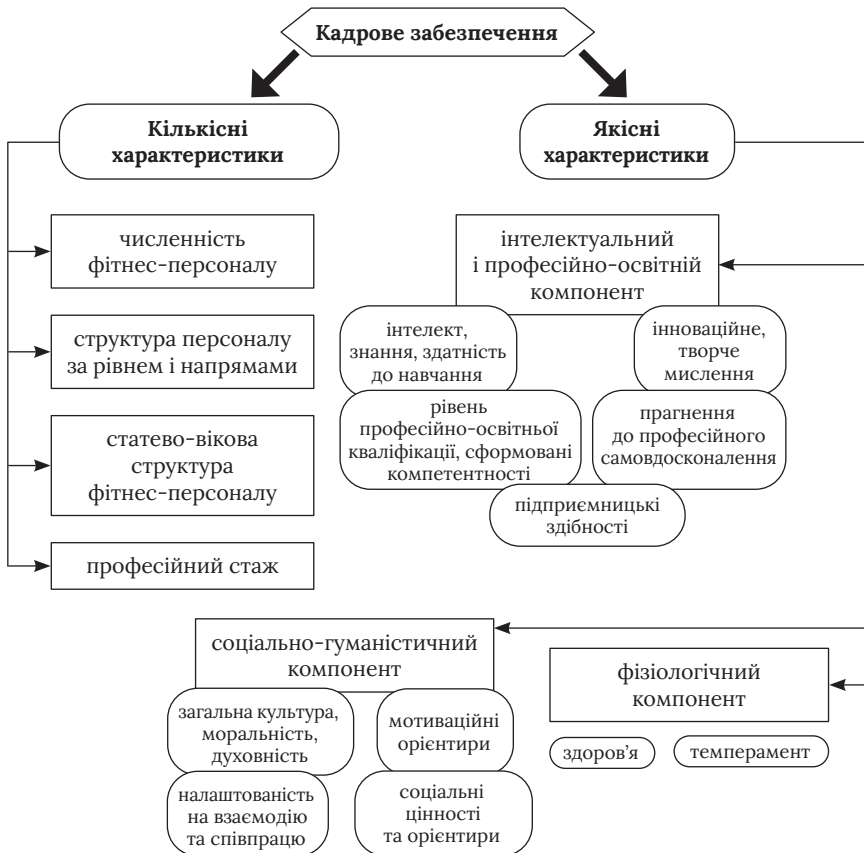 Кадрове забезпечення
Кількісні
характеристики
Якісні
характеристики
численність
фітнес-персоналу
структура персоналу
за рівнем і напрямами
статево-вікова
структура
фітнес-персоналу
професійний стаж
інтелектуальний
і професійно-освітній
компонент
інтелект,
знання, здатність
до навчання
інноваційне,
творче
мислення
рівень
професійно-освітньої
кваліфікації, сформовані
компетентності
прагнення
до професійного
самовдосконалення
підприємницькі
здібності
соціально-гуманістичний
компонент
загальна культура,
моральність,
духовність
мотиваційні
орієнтири
налаштованість
на взаємодію
та співпрацю
соціальні
цінності
та орієнтири
фізіологічний
компонент
здоров’я
темперамент